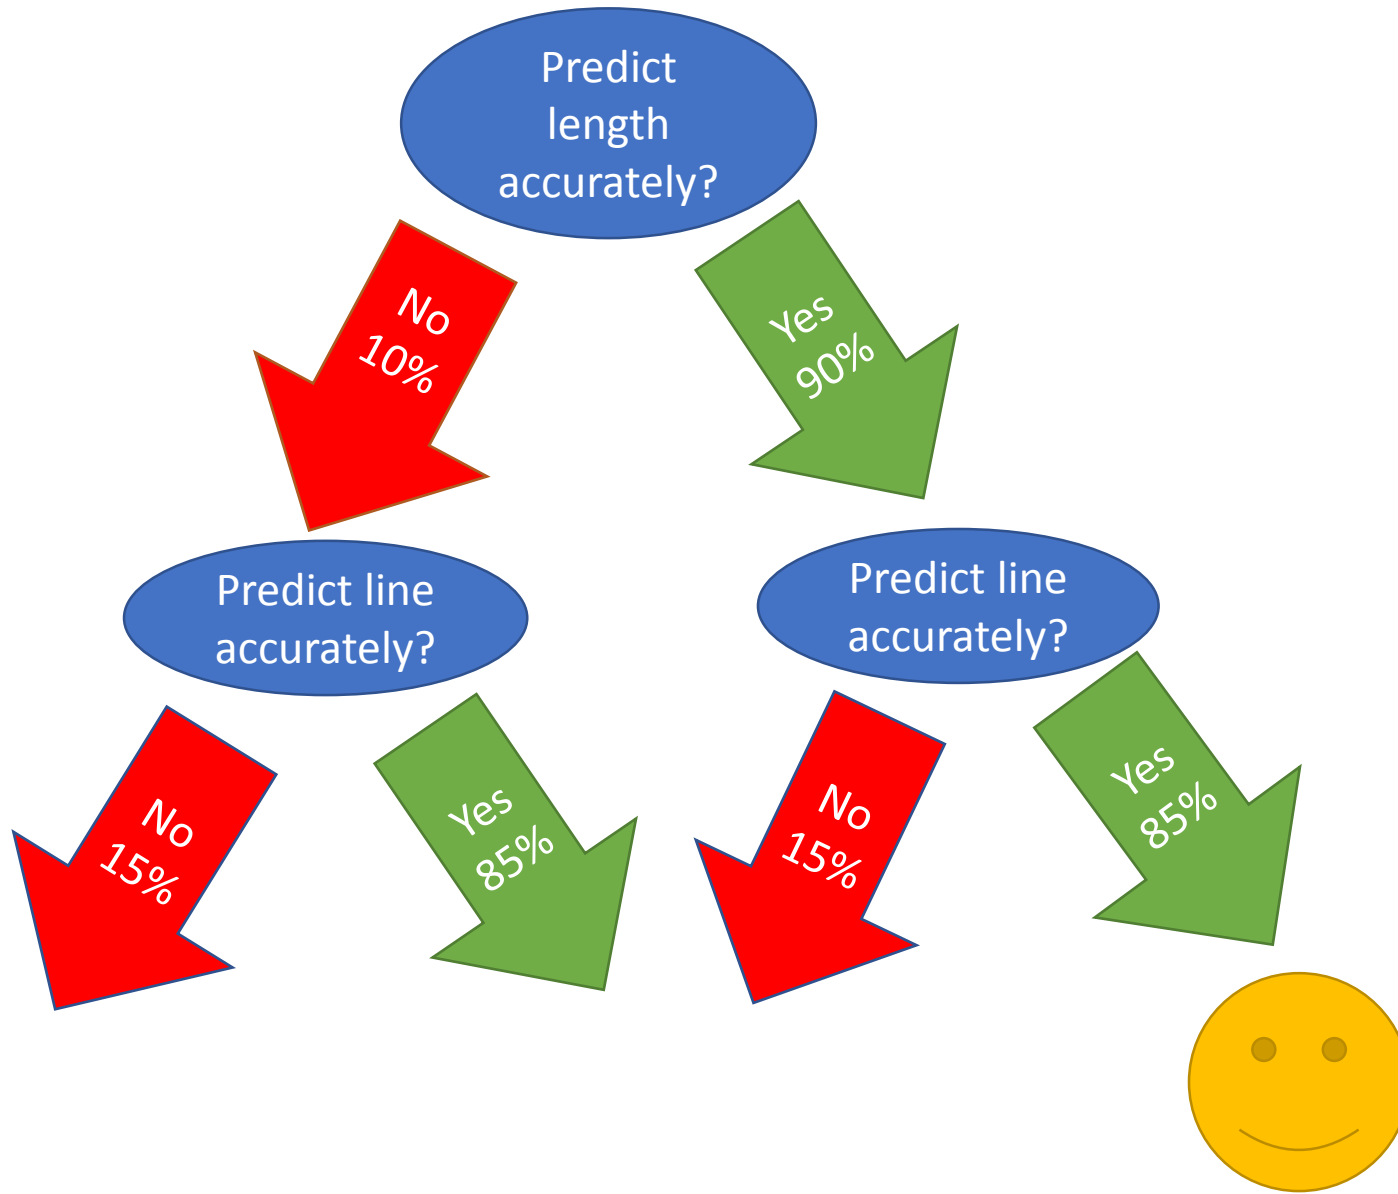 Predict
length
accurately?
No
10%
Yes
90%
Predict line
accurately?
Predict line
accurately?
No
15%
Yes
85%
No
15%
Yes
85%